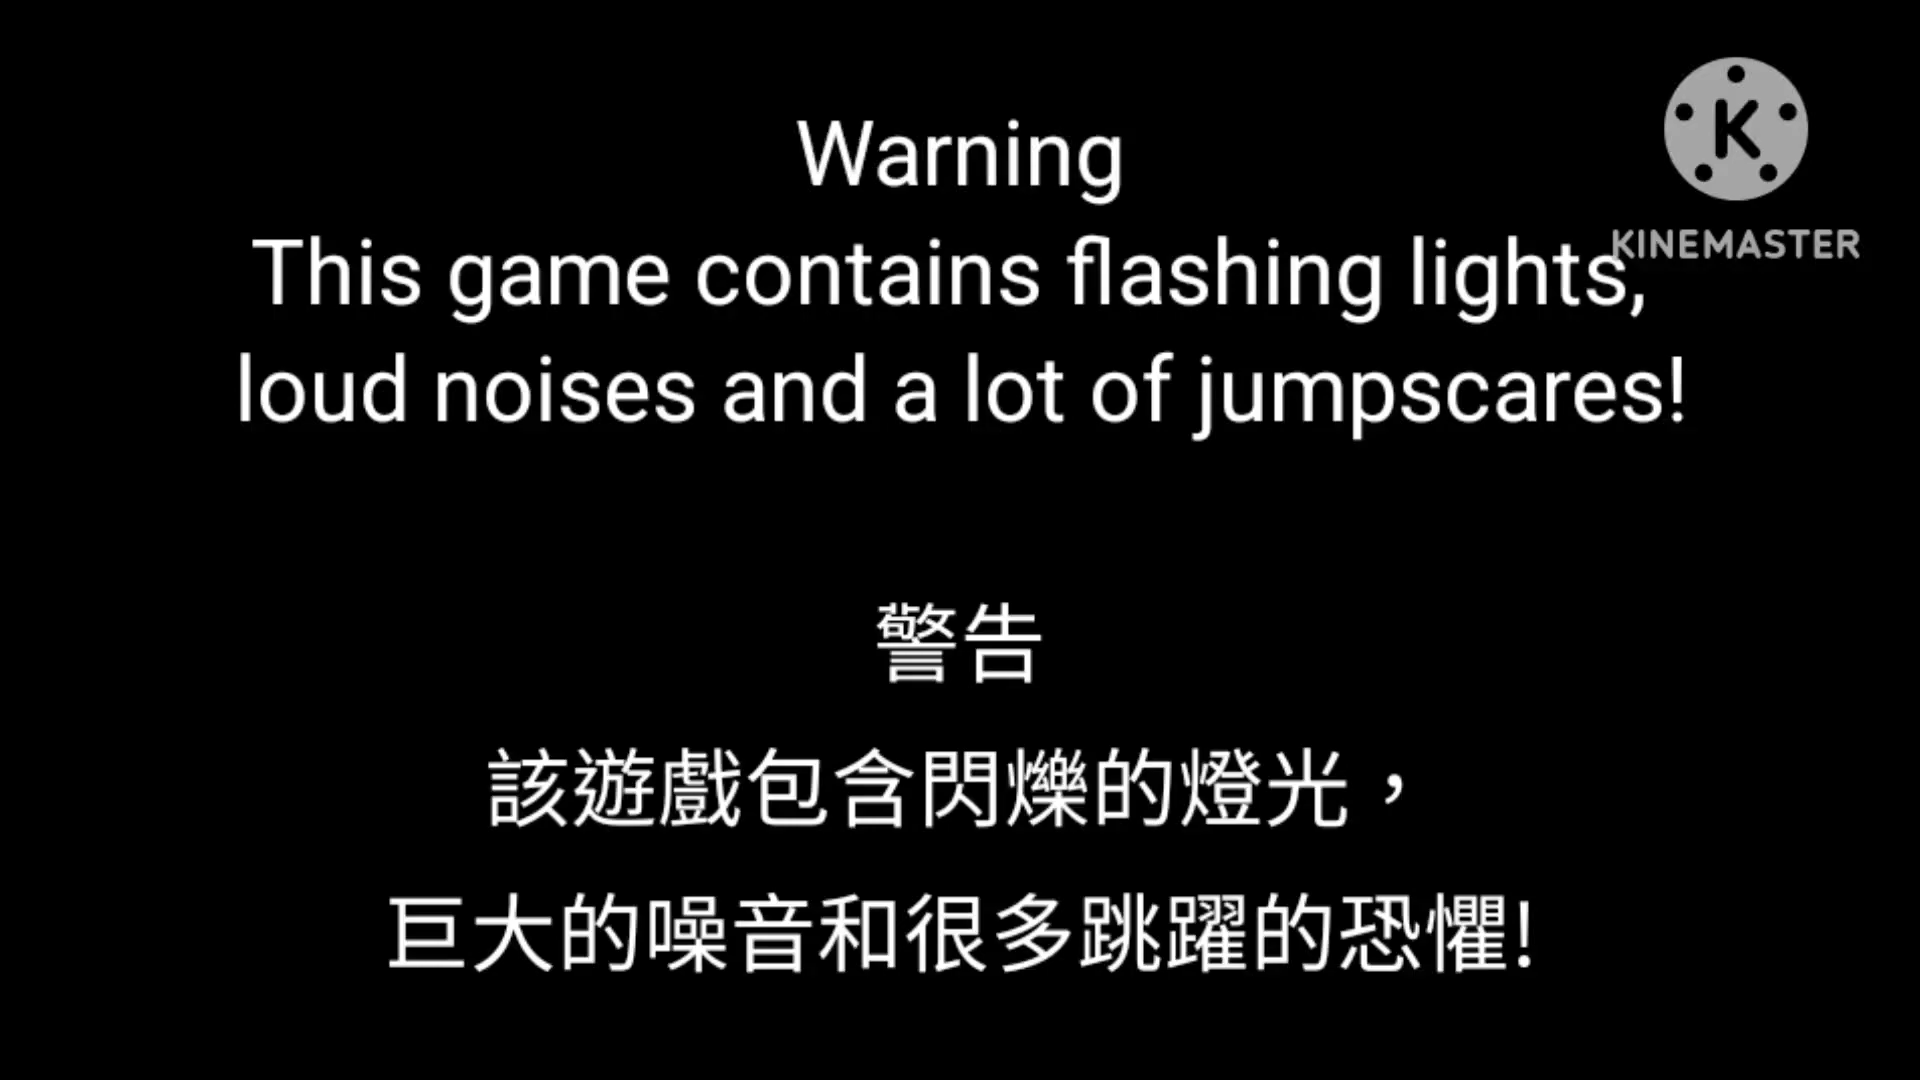 Warning
This game contains flashing lights,
loud noises and a lot of jumpscares!
K
KINEMASTER
警告
該遊戲包含閃爍的燈光，
巨大的噪音和很多跳躍的恐懼!